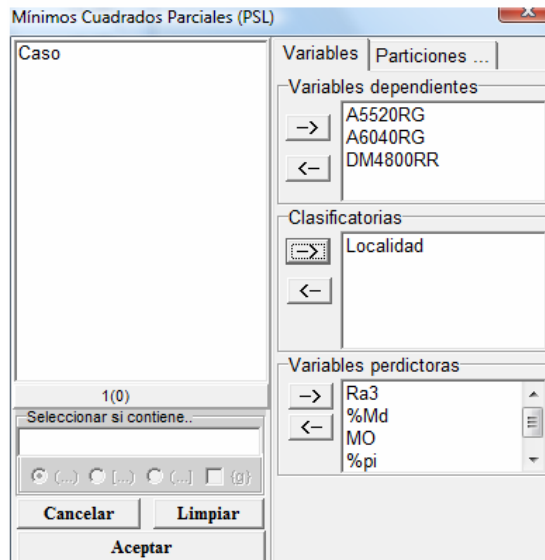 Mínimos Cuadrados Parciales (PSL)
Caso
1(0)
Seleccionar si contiene..
(...) [...) (...] {g}
Cancelar Limpiar
Aceptar
Variables Particiones ...
Variables dependientes
A5520RG
A6040RG
DM4800RR
Clasificatorias
Localidad
Variables perdictoras
Ra3
%Md
MO
%pi